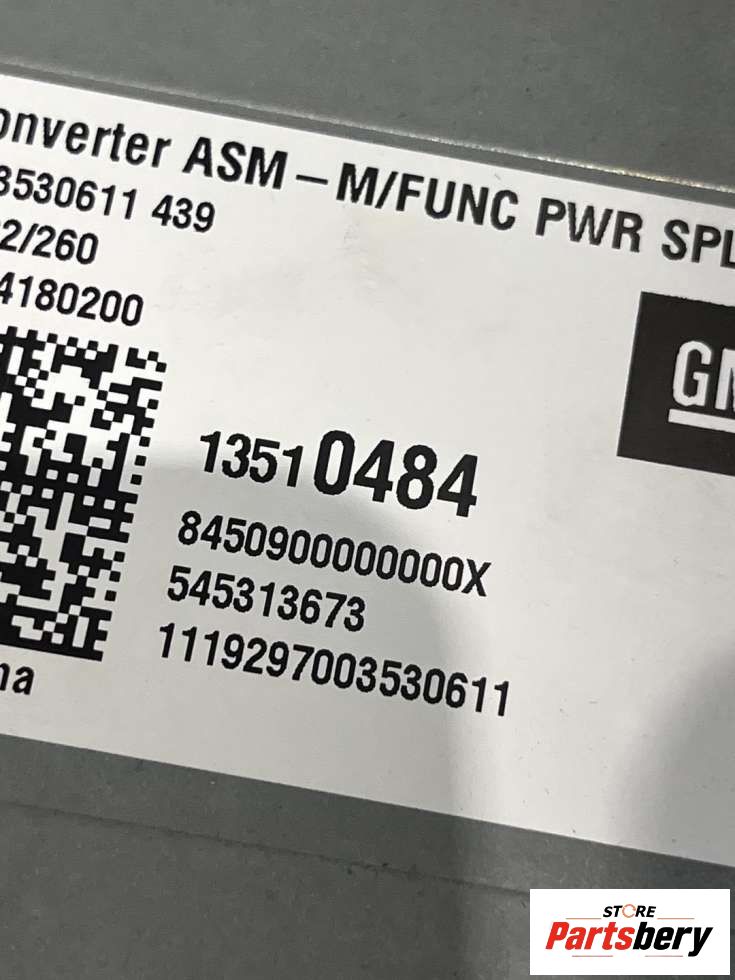 onverter ASM – M/FUNC PWR SPL
3530611 439
2/260
4180200
GM
13510484
8450900000000X
545313673
1119297003530611
na
STORE
Partsbery